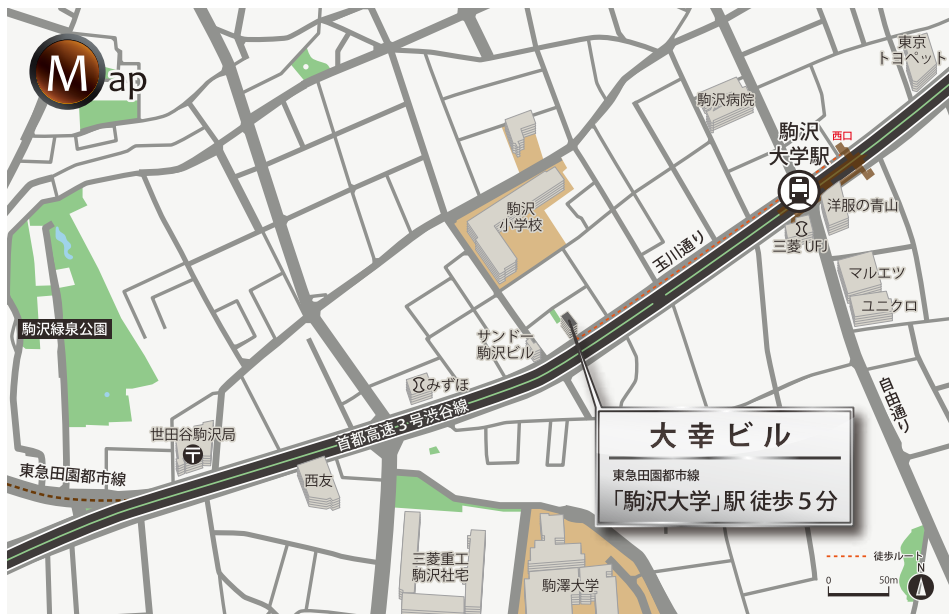 Map
東京
トヨペット
駒沢病院
駒沢
大学駅
西口
洋服の青山
三菱UFJ
駒沢
小学校
玉川通り
マルエツ
ユニクロ
駒沢緑泉公園
サンドー
駒沢ビル
みずほ
自由通り
首都高速3号渋谷線
世田谷駒沢局
〒
東急田園都市線
西友
大幸ビル
東急田園都市線
「駒沢大学」駅 徒歩5分
三菱重工
駒沢社宅
駒澤大学
徒歩ルート
0 50m
N